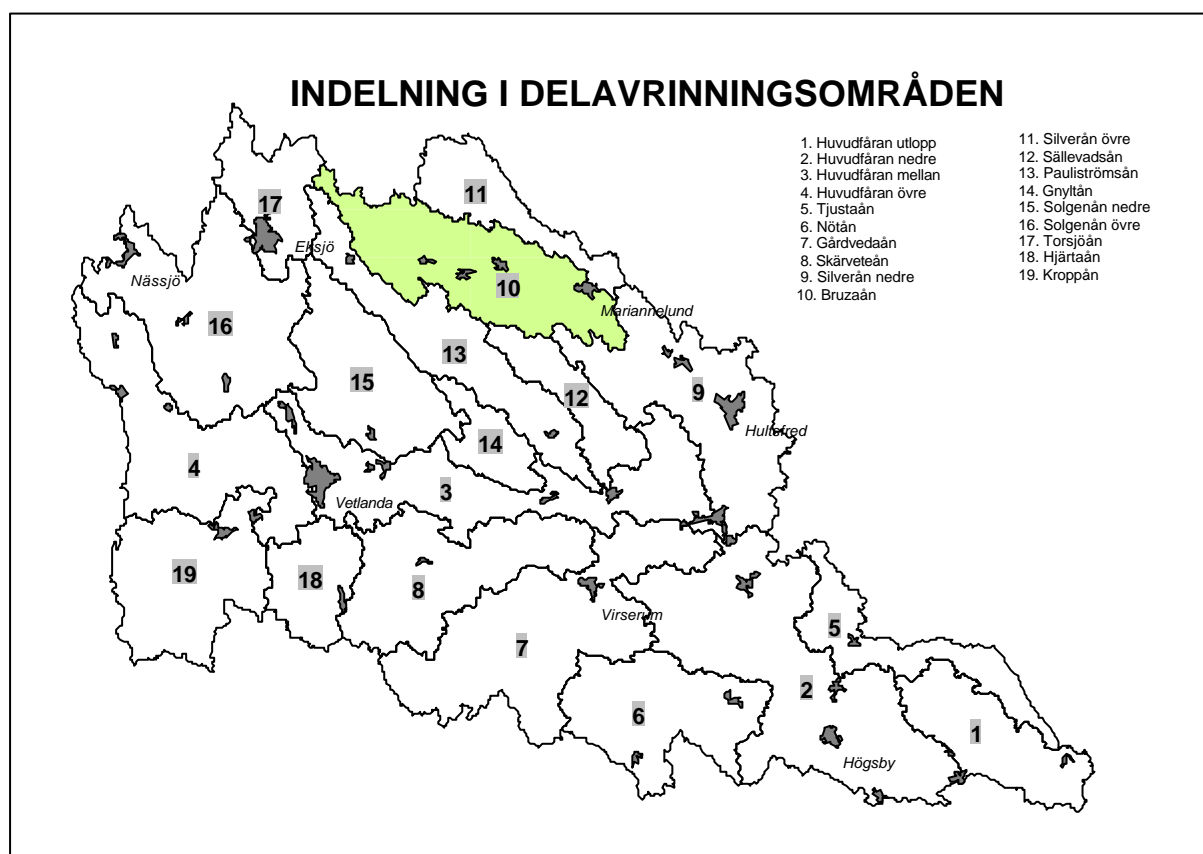 INDELNING I DELAVRINNINGSOMRÅDEN
1. Huvudfåran utlopp
2. Huvudfåran nedre
3. Huvudfåran mellan
4. Huvudfåran övre
5. Tjustaån
6. Nötån
7. Gårdvedaån
8. Skärveteån
9. Silverån nedre
10. Bruzaån
11. Silverån övre
12. Sällevadsån
13. Pauliströmsån
14. Gnyltån
15. Solgenån nedre
16. Solgenån övre
17. Torsjöån
18. Hjärtaån
19. Kroppån
11
17
Eksjö
Nässjö
10
Mariannelund
16
13
15
12
9
Hultsfred
14
4
Vetlanda
3
19
18
8
Virserum
5
7
2
6
1
Högsby